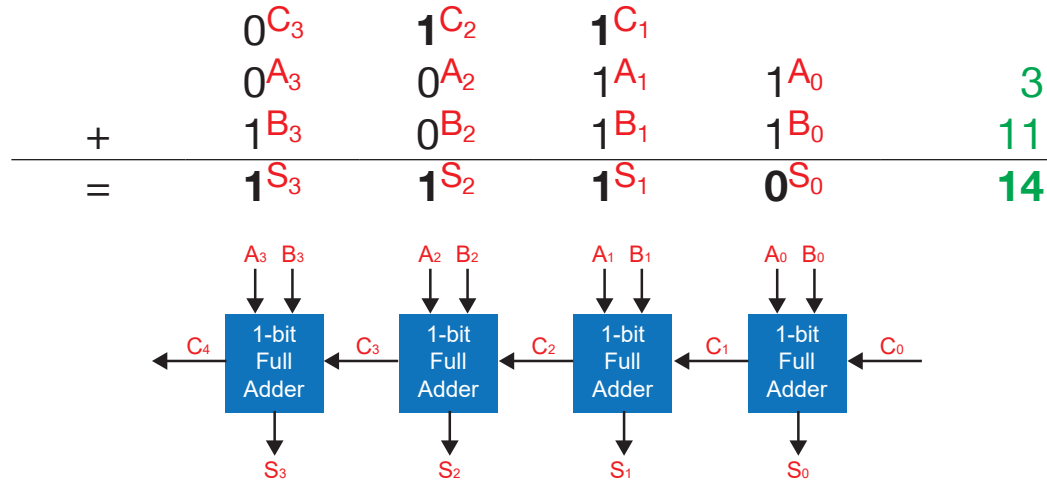 0C₃ 1C₂ 1C₁
0A₃ 0A₂ 1A₁ 1A₀ 3
+ 1B₃ 0B₂ 1B₁ 1B₀ 11
= 1S₃ 1S₂ 1S₁ 0S₀ 14
A₃ B₃ A₂ B₂ A₁ B₁ A₀ B₀
C₄ C₃ C₂ C₁ C₀
1-bit Full Adder
1-bit Full Adder
1-bit Full Adder
1-bit Full Adder
S₃ S₂ S₁ S₀